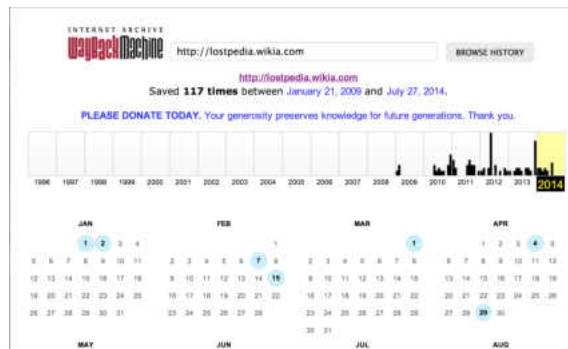 INTERNET ARCHIVE
WayBackMachine
http://lostpedia.wikia.com
BROWSE HISTORY
http://lostpedia.wikia.com
Saved 117 times between January 21, 2009 and July 27, 2014.
PLEASE DONATE TODAY. Your generosity preserves knowledge for future generations. Thank you.
1996 1997 1998 1999 2000 2001 2002 2003 2004 2005 2006 2007 2008 2009 2010 2011 2012 2013 2014
JAN FEB MAR APR
1 2 3 4 1 1 1 2 3 4 5
5 6 7 8 9 10 11 2 3 4 5 6 7 8 2 3 4 5 6 7 8 6 7 8 9 10 11 12
12 13 14 15 16 17 18 9 10 11 12 13 14 15 9 10 11 12 13 14 15 13 14 15 16 17 18 19
19 20 21 22 23 24 25 16 17 18 19 20 21 22 16 17 18 19 20 21 22 20 21 22 23 24 25 26
26 27 28 29 30 31 23 24 25 26 27 28 23 24 25 26 27 28 29 27 28 29 30
30 31
MAY JUN JUL AUG